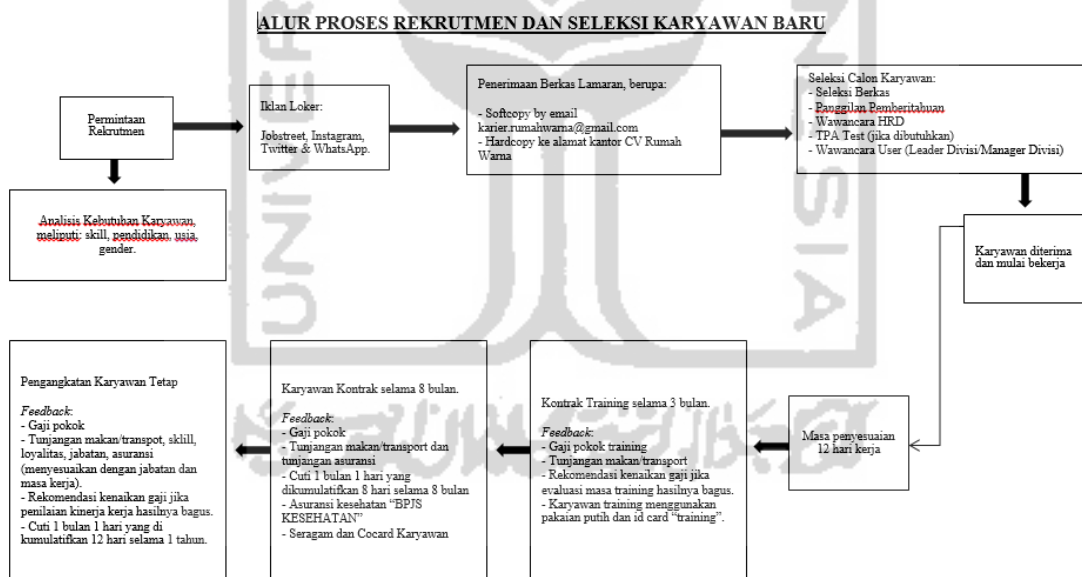 ALUR PROSES REKRUTMEN DAN SELEKSI KARYAWAN BARU
Permintaan
Rekrutmen
Iklan Loker:
Jobstreet, Instagram,
Twitter & WhatsApp.
Penerimaan Berkas Lamaran, berupa:
- Softcopy by email
karier.rumahwarna@gmail.com
- Hardcopy ke alamat kantor CV Rumah
Warna
Seleksi Calon Karyawan:
- Seleksi Berkas
- Panggilan Pemberitahuan
- Wawancara HRD
- TPA Test (jika dibutuhkan)
- Wawancara User (Leader Divisi/Manager Divisi)
Analisis Kebutuhan Karyawan,
meliputi: skill, pendidikan, usia,
gender.
Karyawan diterima
dan mulai bekerja
Masa penyesuaian
12 hari kerja
Kontrak Training selama 3 bulan.
Feedback:
- Gaji pokok training
- Tunjangan makan/transport
- Rekomendasi kenaikan gaji jika
evaluasi masa training hasilnya bagus.
- Karyawan training menggunakan
pakaian putih dan id card “training”.
Karyawan Kontrak selama 8 bulan.
Feedback:
- Gaji pokok
- Tunjangan makan/transport dan
tunjangan asuransi
- Cuti 1 bulan 1 hari yang
dikumulatifkan 8 hari selama 8 bulan
- Asuransi kesehatan “BPJS
KESEHATAN”
- Seragam dan Cocard Karyawan
Pengangkatan Karyawan Tetap
Feedback:
- Gaji pokok
- Tunjangan makan/transpot, sklill,
loyalitas, jabatan, asuransi
(menyesuaikan dengan jabatan dan
masa kerja).
- Rekomendasi kenaikan gaji jika
penilaian kinerja kerja hasilnya bagus.
- Cuti 1 bulan 1 hari yang di
kumulatifkan 12 hari selama 1 tahun.